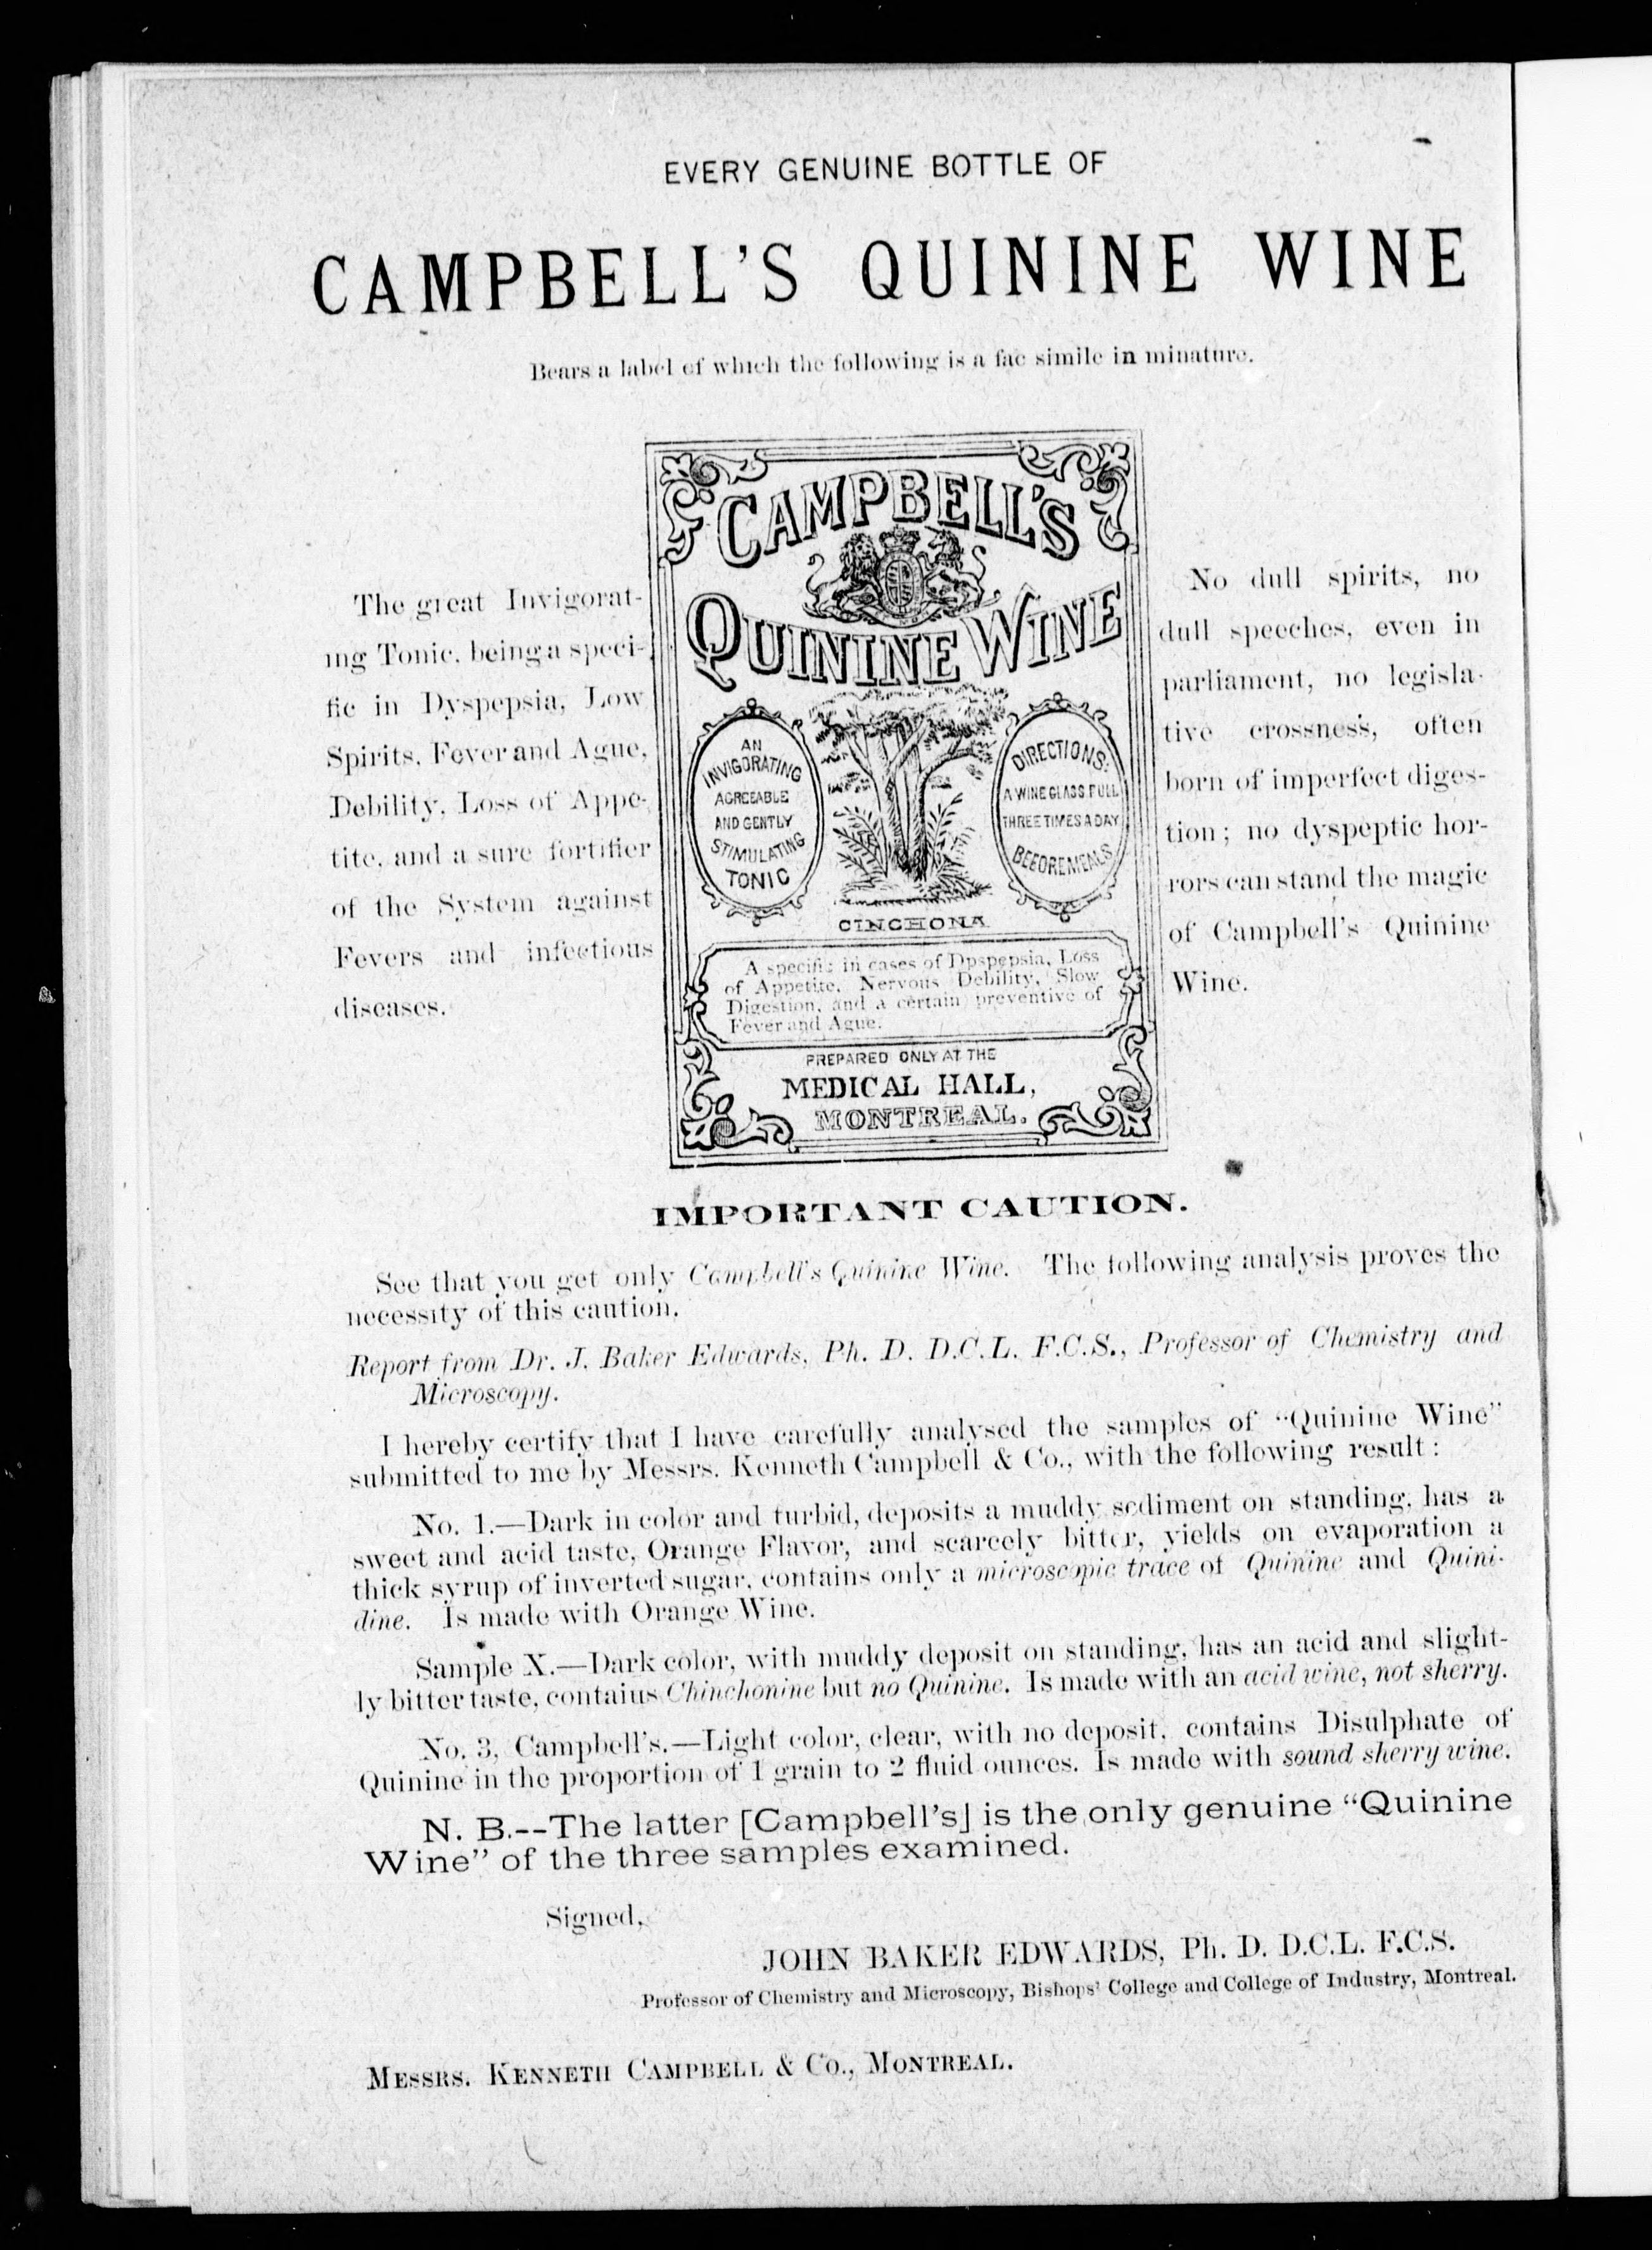 EVERY GENUINE BOTTLE OF
CAMPBELL'S QUININE WINE
Bears a label of which the following is a fac simile in minature.
The great Invigorat-
ing Tonic, being a speci-
fic in Dyspepsia, Low
Spirits, Fever and Ague,
Debility, Loss of Appe-
tite, and a sure fortifier
of the System against
Fevers and infectious
diseases.
CAMPBELL'S
QUININE WINE
AN
INVIGORATING
AGREEABLE
AND GENTLY
STIMULATING
TONIC
DIRECTIONS:
A WINE GLASS FULL
THREE TIMES A DAY
BEFORE MEALS
CINCHONA
A specific in cases of Dpspepsia, Loss
of Appetite, Nervous Debility, Slow
Digestion, and a certain preventive of
Fever and Ague.
PREPARED ONLY AT THE
MEDICAL HALL,
MONTREAL.
No dull spirits, no
dull speeches, even in
parliament, no legisla-
tive crossness, often
born of imperfect diges-
tion; no dyspeptic hor-
rors can stand the magic
of Campbell's Quinine
Wine.
IMPORTANT CAUTION.
See that you get only Campbell's Quinine Wine. The following analysis proves the
necessity of this caution.
Report from Dr. J. Baker Edwards, Ph. D. D.C.L. F.C.S., Professor of Chemistry and
Microscopy.
I hereby certify that I have carefully analysed the samples of "Quinine Wine"
submitted to me by Messrs. Kenneth Campbell & Co., with the following result:
No. 1.—Dark in color and turbid, deposits a muddy sediment on standing, has a
sweet and acid taste, Orange Flavor, and scarcely bitter, yields on evaporation a
thick syrup of inverted sugar, contains only a microscopic trace of Quinine and Quini-
dine. Is made with Orange Wine.
Sample X.—Dark color, with muddy deposit on standing, has an acid and slight-
ly bitter taste, contaius Chinchonine but no Quinine. Is made with an acid wine, not sherry.
No. 3, Campbell's.—Light color, clear, with no deposit, contains Disulphate of
Quinine in the proportion of 1 grain to 2 fluid ounces. Is made with sound sherry wine.
N. B.--The latter [Campbell's] is the only genuine "Quinine
Wine" of the three samples examined.
Signed,
JOHN BAKER EDWARDS, Ph. D. D.C.L. F.C.S.
Professor of Chemistry and Microscopy, Bishops' College and College of Industry, Montreal.
MESSRS. KENNETH CAMPBELL & CO., MONTREAL.